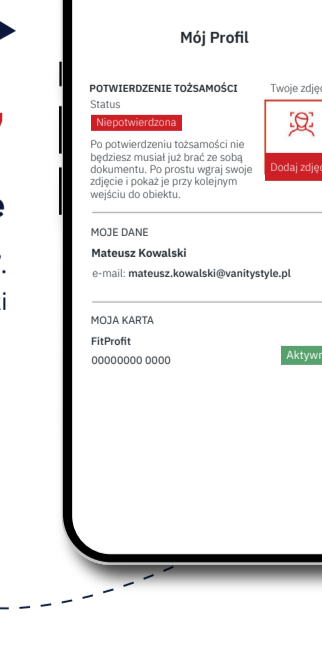 Mój Profil
POTWIERDZENIE TOŻSAMOŚCI
Status
Niepotwierdzona
Po potwierdzeniu tożsamości nie
będziesz musiał już brać ze sobą
dokumentu. Po prostu wgraj swoje
zdjęcie i pokaż je przy kolejnym
wejściu do obiektu.
Twoje
Dodaj
MOJE DANE
Mateusz Kowalski
e-mail: mateusz.kowalski@vanitystyle.pl
MOJA KARTA
FitProfit
00000000 0000